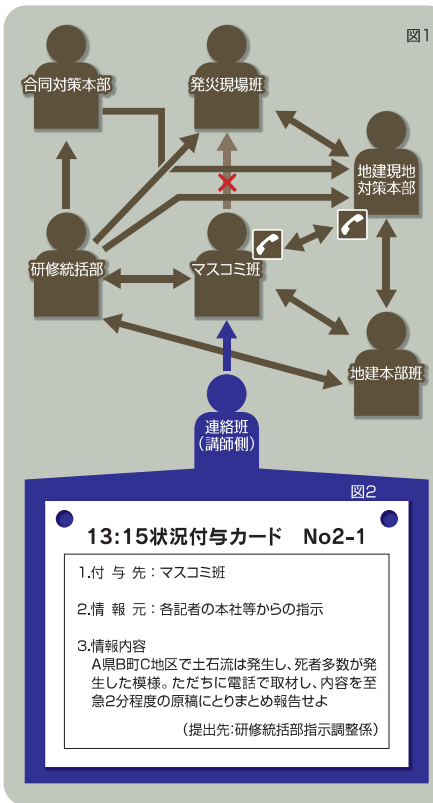 図1
合同対策本部
発災現場班
地建現地
対策本部
研修統括部
マスコミ班
地建本部班
連絡班
(講師側)
図2
13:15状況付与カード　No2-1
1.付 与 先：マスコミ班
2.情 報 元：各記者の本社等からの指示
3.情報内容
A県B町C地区で土石流は発生し、死者多数が発
生した模様。ただちに電話で取材し、内容を至
急2分程度の原稿にとりまとめ報告せよ
(提出先:研修統括部指示調整係)